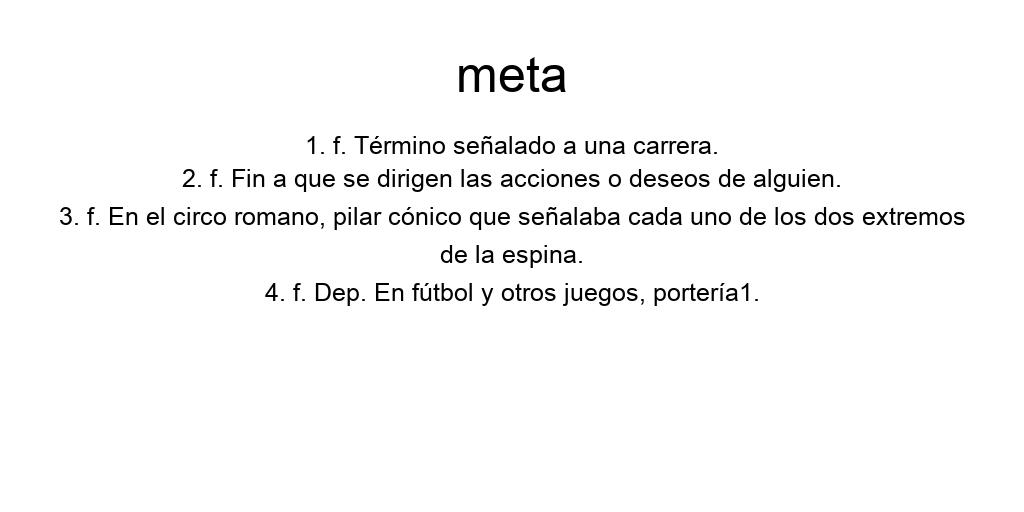 meta
1. f. Término señalado a una carrera.
2. f. Fin a que se dirigen las acciones o deseos de alguien.
3. f. En el circo romano, pilar cónico que señalaba cada uno de los dos extremos
de la espina.
4. f. Dep. En fútbol y otros juegos, portería1.